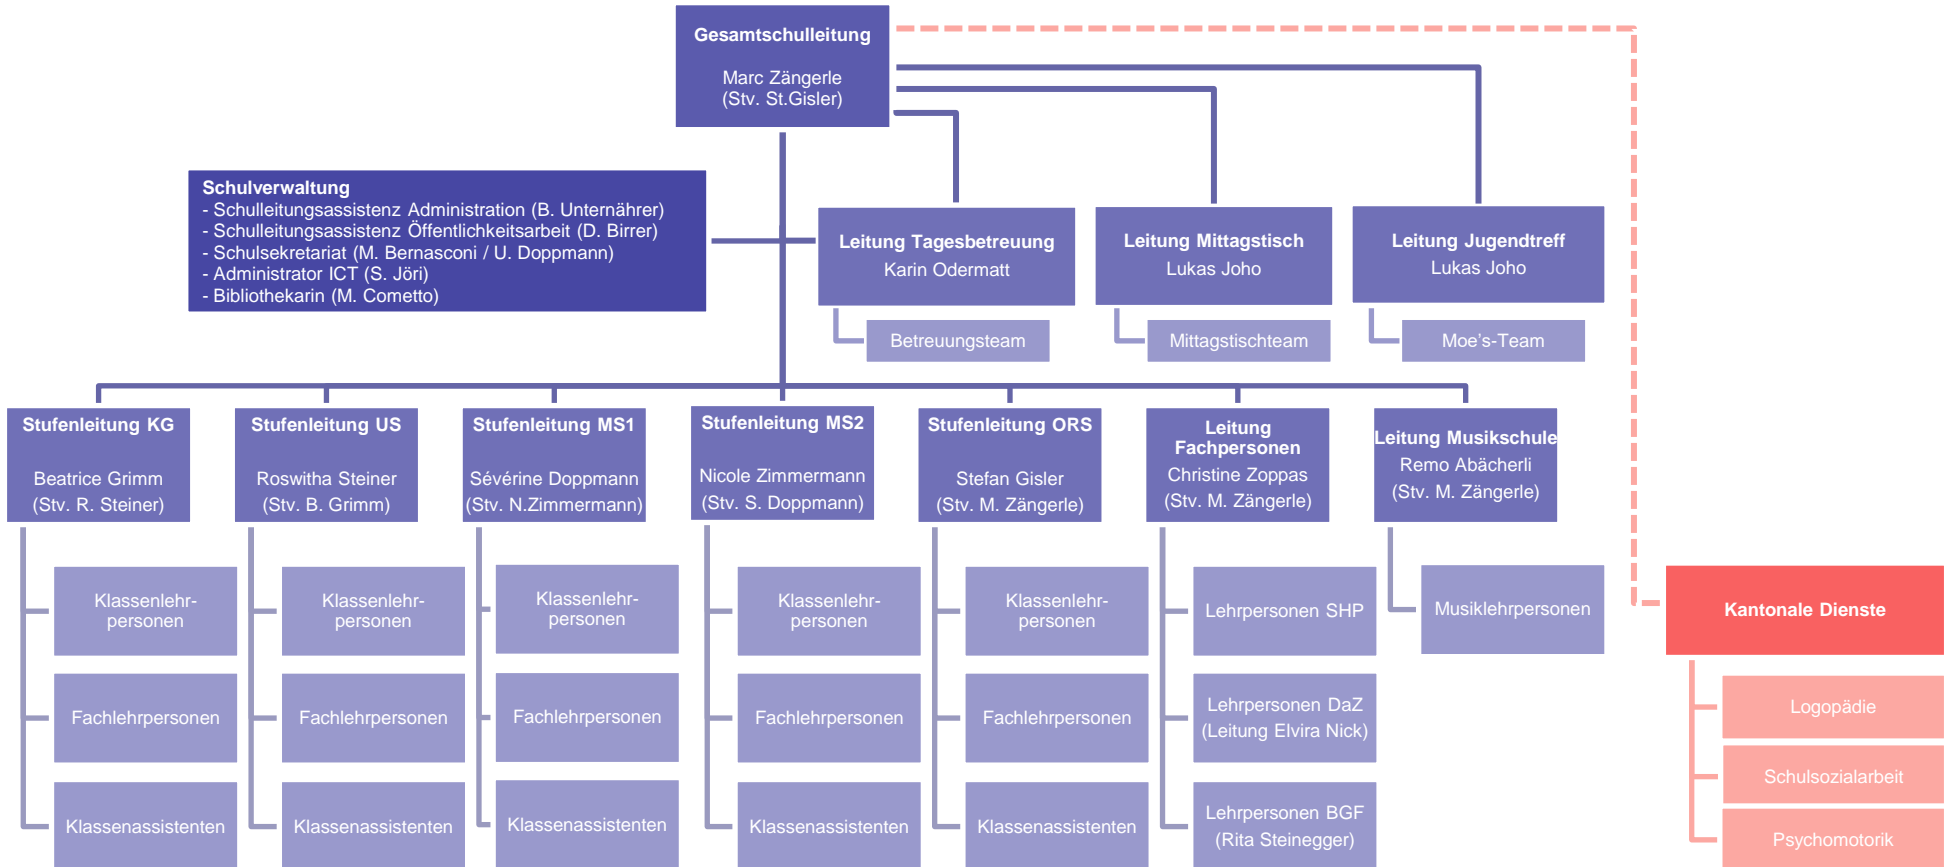 Gesamtschulleitung
Marc Zängerle
(Stv. St.Gisler)
Schulverwaltung
- Schulleitungsassistenz Administration (B. Unternährer)
- Schulleitungsassistenz Öffentlichkeitsarbeit (D. Birrer)
- Schulsekretariat (M. Bernasconi / U. Doppmann)
- Administrator ICT (S. Jöri)
- Bibliothekarin (M. Cometto)
Leitung Tagesbetreuung
Karin Odermatt
Betreuungsteam
Leitung Mittagstisch
Lukas Joho
Mittagstischteam
Leitung Jugendtreff
Lukas Joho
Moe's-Team
Stufenleitung KG
Beatrice Grimm
(Stv. R. Steiner)
Klassenlehr-
personen
Fachlehrpersonen
Klassenassistenten
Stufenleitung US
Roswitha Steiner
(Stv. B. Grimm)
Klassenlehr-
personen
Fachlehrpersonen
Klassenassistenten
Stufenleitung MS1
Sévérine Doppmann
(Stv. N.Zimmermann)
Klassenlehr-
personen
Fachlehrpersonen
Klassenassistenten
Stufenleitung MS2
Nicole Zimmermann
(Stv. S. Doppmann)
Klassenlehr-
personen
Fachlehrpersonen
Klassenassistenten
Stufenleitung ORS
Stefan Gisler
(Stv. M. Zängerle)
Klassenlehr-
personen
Fachlehrpersonen
Klassenassistenten
Leitung
Fachpersonen
Christine Zoppas
(Stv. M. Zängerle)
Lehrpersonen SHP
Lehrpersonen DaZ
(Leitung Elvira Nick)
Lehrpersonen BGF
(Rita Steinegger)
Leitung Musikschule
Remo Abächerli
(Stv. M. Zängerle)
Musiklehrpersonen
Kantonale Dienste
Logopädie
Schulsozialarbeit
Psychomotorik